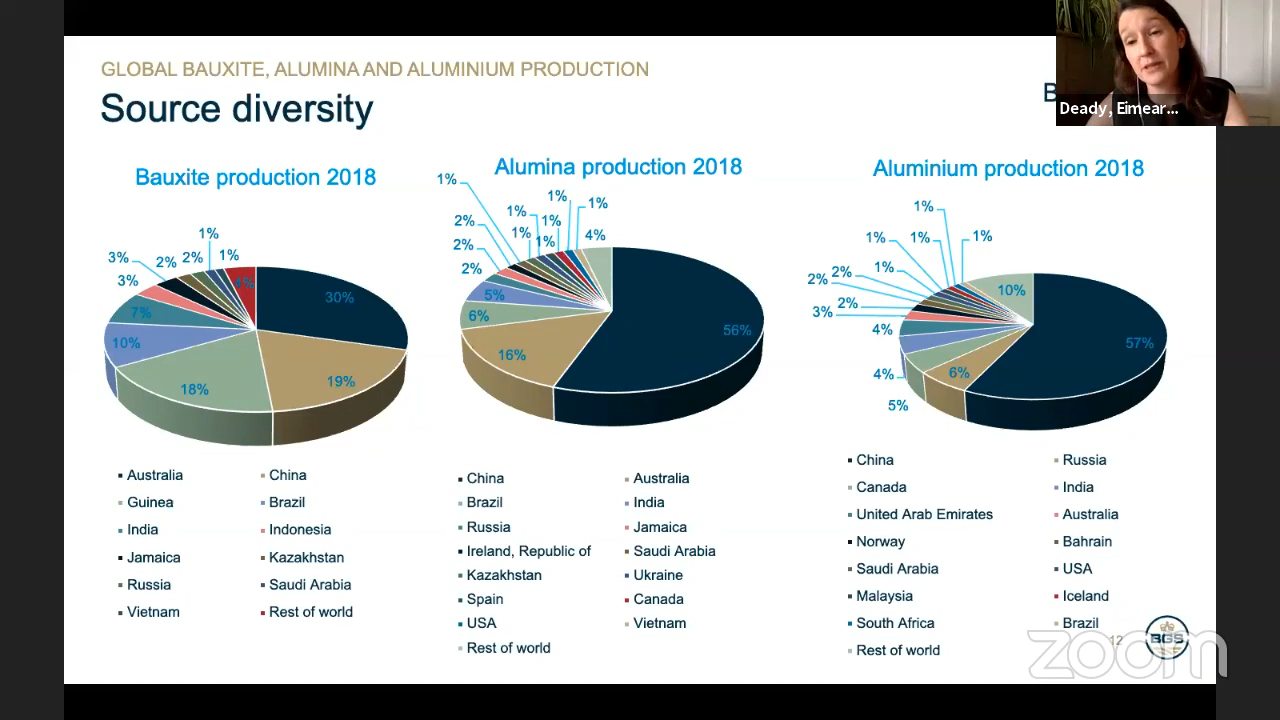 GLOBAL BAUXITE, ALUMINA AND ALUMINIUM PRODUCTION
Source diversity
B
Deady, Eimear...
Bauxite production 2018
30%
19%
18%
10%
7%
3%
3%
2%
2%
1%
1%
4%
Australia
China
Guinea
Brazil
India
Indonesia
Jamaica
Kazakhstan
Russia
Saudi Arabia
Vietnam
Rest of world
Alumina production 2018
56%
16%
6%
5%
2%
2%
2%
1%
1%
1%
1%
1%
1%
1%
4%
China
Australia
Brazil
India
Russia
Jamaica
Ireland, Republic of
Saudi Arabia
Kazakhstan
Ukraine
Spain
Canada
USA
Vietnam
Rest of world
Aluminium production 2018
57%
6%
5%
4%
4%
3%
2%
2%
2%
1%
1%
1%
1%
1%
10%
China
Russia
Canada
India
United Arab Emirates
Australia
Norway
Bahrain
Saudi Arabia
USA
Malaysia
Iceland
South Africa
Brazil
Rest of world
12
BGS
zoom